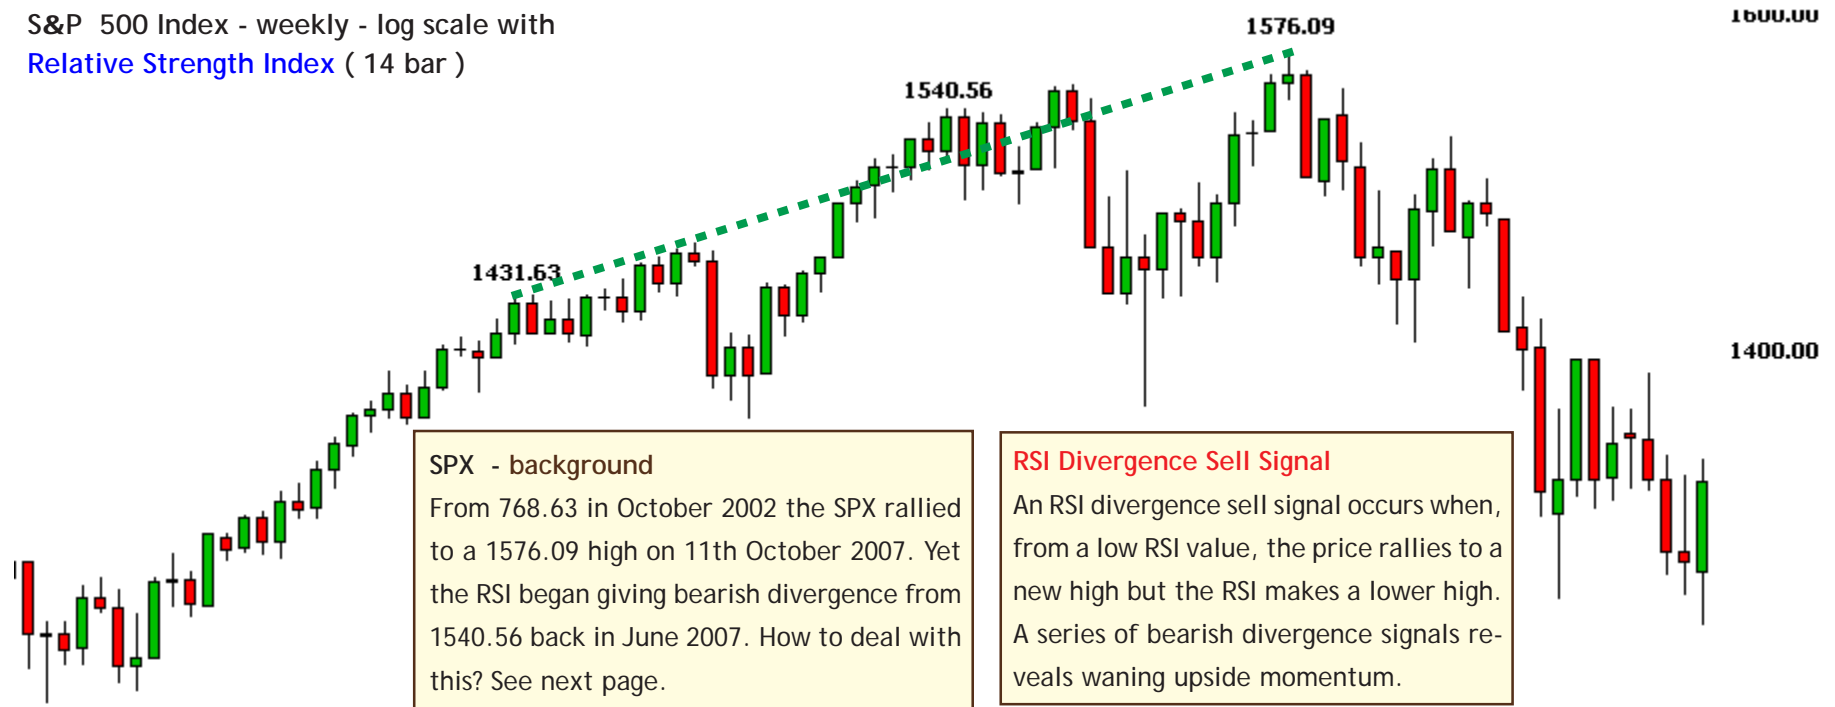 S&P 500 Index - weekly - log scale with
Relative Strength Index ( 14 bar )
1576.09
1600.00
1540.56
1431.63
1400.00
SPX - background
From 768.63 in October 2002 the SPX rallied
to a 1576.09 high on 11th October 2007. Yet
the RSI began giving bearish divergence from
1540.56 back in June 2007. How to deal with
this? See next page.
RSI Divergence Sell Signal
An RSI divergence sell signal occurs when,
from a low RSI value, the price rallies to a
new high but the RSI makes a lower high.
A series of bearish divergence signals re-
veals waning upside momentum.